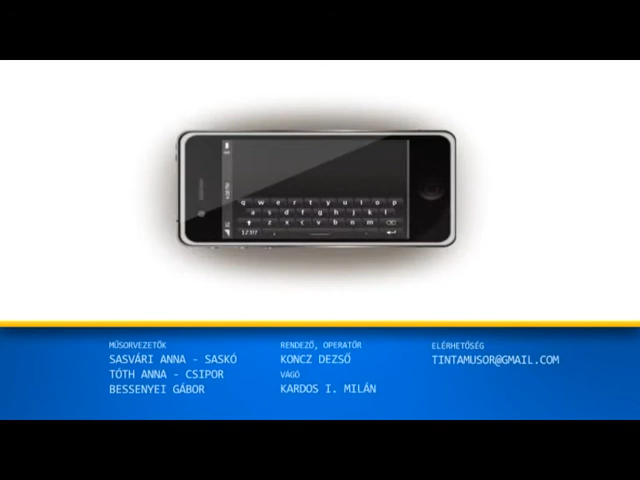 q w e r t y u i o p
a s d f g h j k l
z x c v b n m
MŰSORVEZETŐK
SASVÁRI ANNA - SASKÓ
TÓTH ANNA - CSIPOR
BESSENYEI GÁBOR
RENDEZŐ, OPERATŐR
KONCZ DEZSŐ
VÁGÓ
KARDOS I. MILÁN
ELÉRHETŐSÉG
TINTAMUSOR@GMAIL.COM